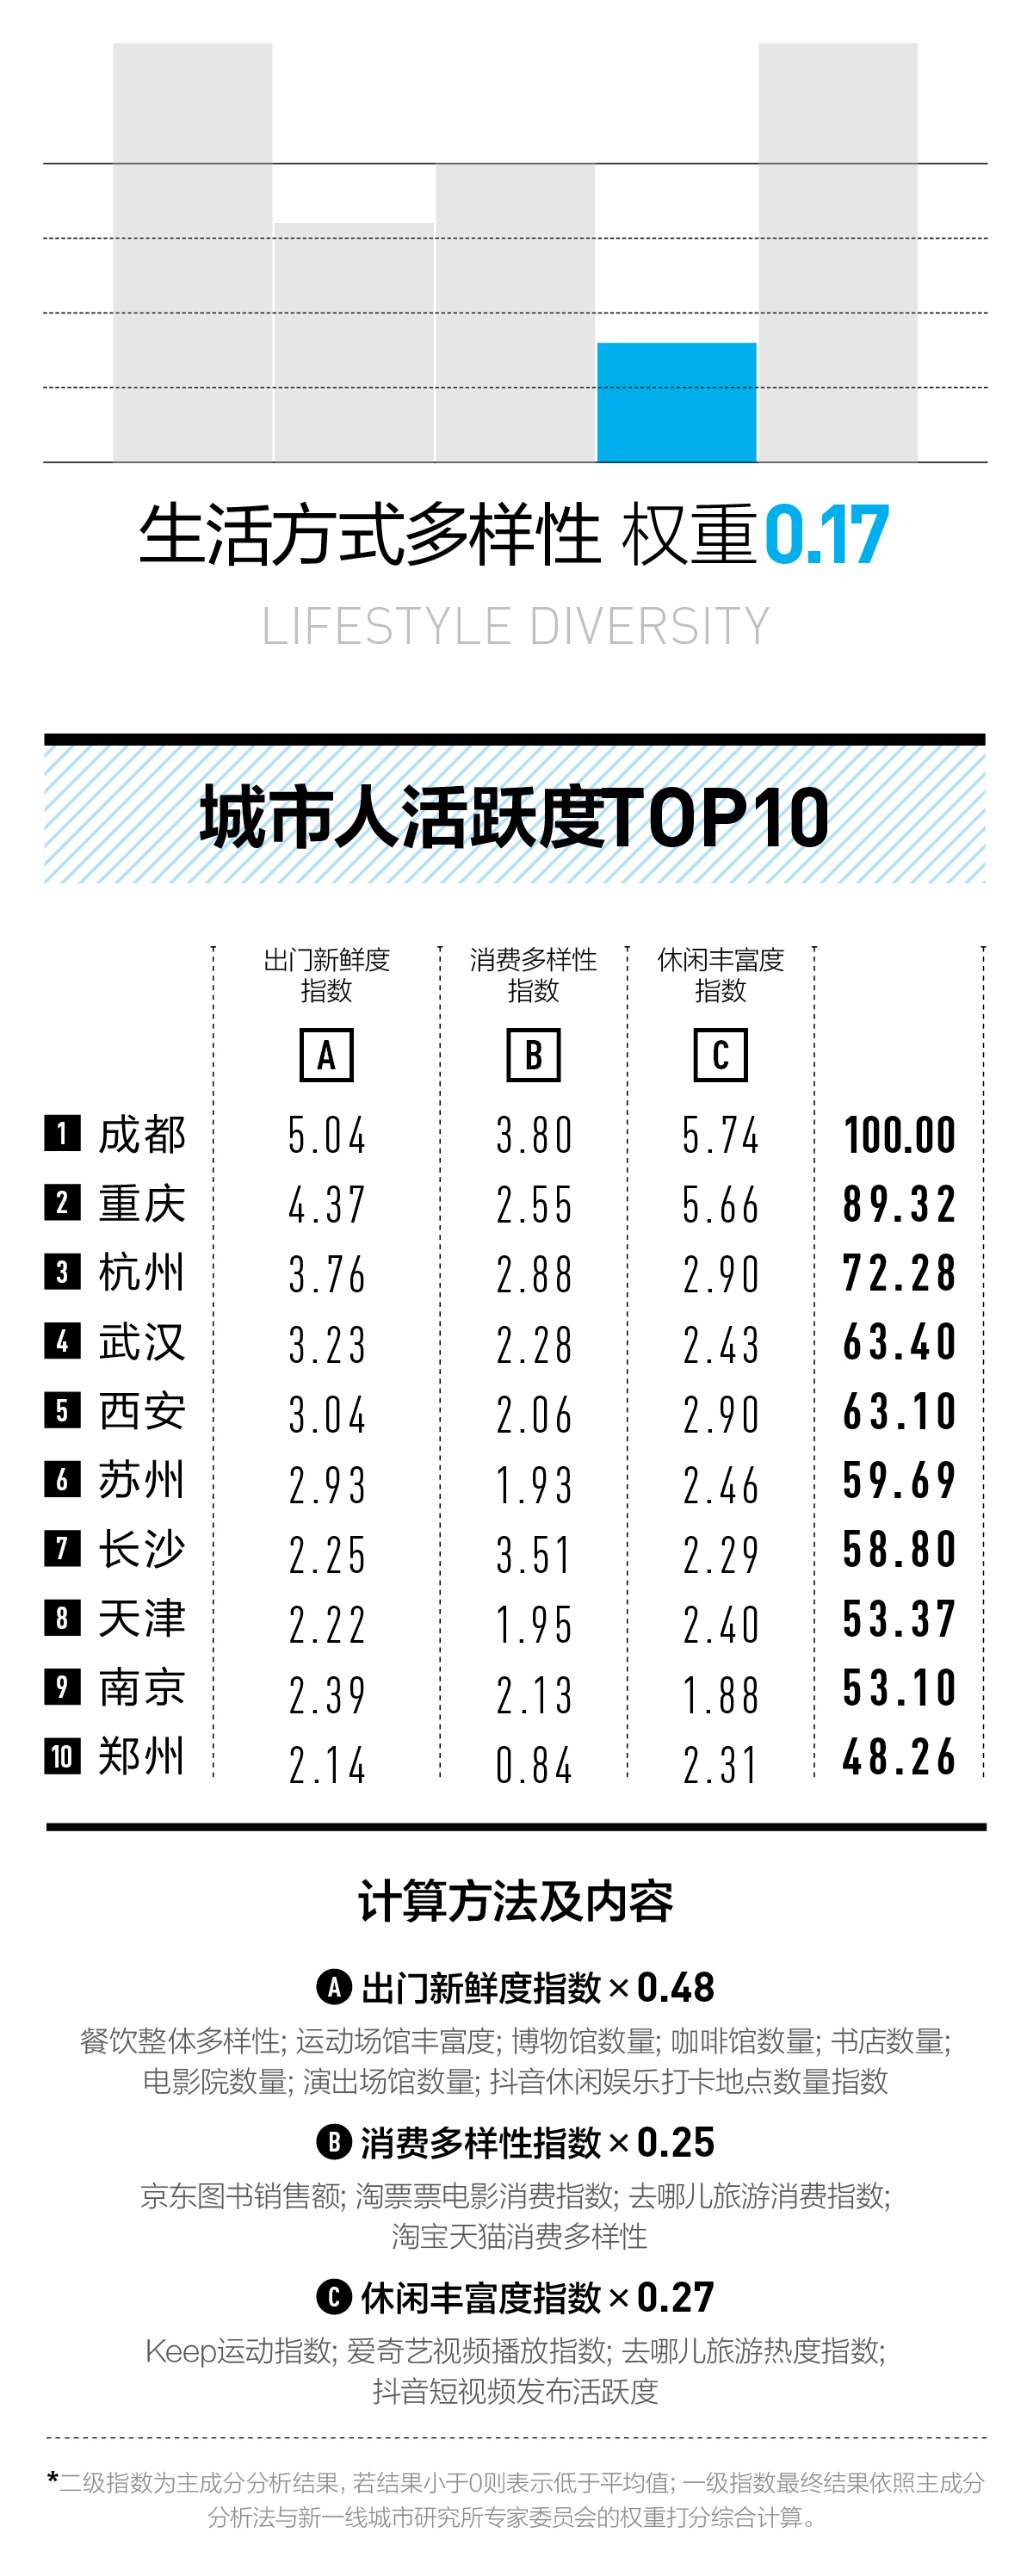 生活方式多样性 权重0.17
LIFESTYLE DIVERSITY
城市人活跃度TOP10
出门新鲜度 消费多样性 休闲丰富度
指数 指数 指数
A B C
1 成都 5.04 3.80 5.74 100.00
2 重庆 4.37 2.55 5.66 89.32
3 杭州 3.76 2.88 2.90 72.28
4 武汉 3.23 2.28 2.43 63.40
5 西安 3.04 2.06 2.90 63.10
6 苏州 2.93 1.93 2.46 59.69
7 长沙 2.25 3.51 2.29 58.80
8 天津 2.22 1.95 2.40 53.37
9 南京 2.39 2.13 1.88 53.10
10 郑州 2.14 0.84 2.31 48.26
计算方法及内容
A 出门新鲜度指数×0.48
餐饮整体多样性; 运动场馆丰富度; 博物馆数量; 咖啡馆数量; 书店数量;
电影院数量; 演出场馆数量; 抖音休闲娱乐打卡地点数量指数
B 消费多样性指数×0.25
京东图书销售额; 淘票票电影消费指数; 去哪儿旅游消费指数;
淘宝天猫消费多样性
C 休闲丰富度指数×0.27
Keep运动指数; 爱奇艺视频播放指数; 去哪儿旅游热度指数;
抖音短视频发布活跃度
*二级指数为主成分分析结果, 若结果小于0则表示低于平均值; 一级指数最终结果依照主成分
分析法与新一线城市研究所专家委员会的权重打分综合计算。